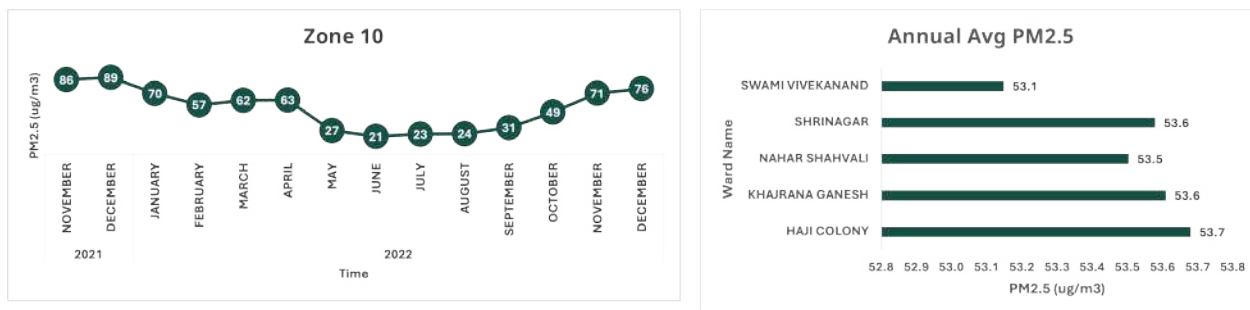 Zone 10
PM2.5 (ug/m3)
86 89 70 57 62 63 27 21 23 24 31 49 71 76
NOVEMBER DECEMBER JANUARY FEBRUARY MARCH APRIL MAY JUNE JULY AUGUST SEPTEMBER OCTOBER NOVEMBER DECEMBER
2021 2022
Time
Annual Avg PM2.5
Ward Name
SWAMI VIVEKANAND 53.1
SHRINAGAR 53.6
NAHAR SHAHVALI 53.5
KHAJRANA GANESH 53.6
HAJI COLONY 53.7
52.8 52.9 53.0 53.1 53.2 53.3 53.4 53.5 53.6 53.7 53.8
PM2.5 (ug/m3)